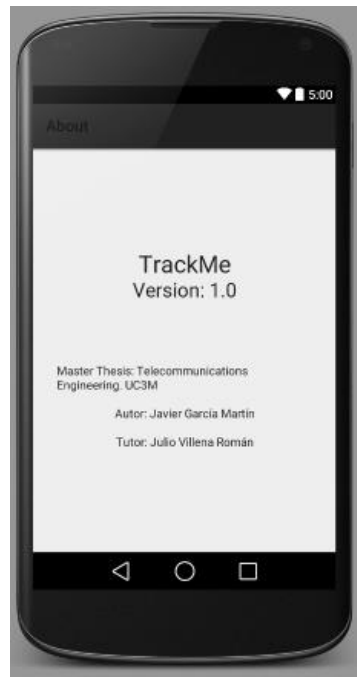 5:00
About
TrackMe
Version: 1.0
Master Thesis: Telecommunications
Engineering. UC3M
Autor: Javier García Martín
Tutor: Julio Villena Román